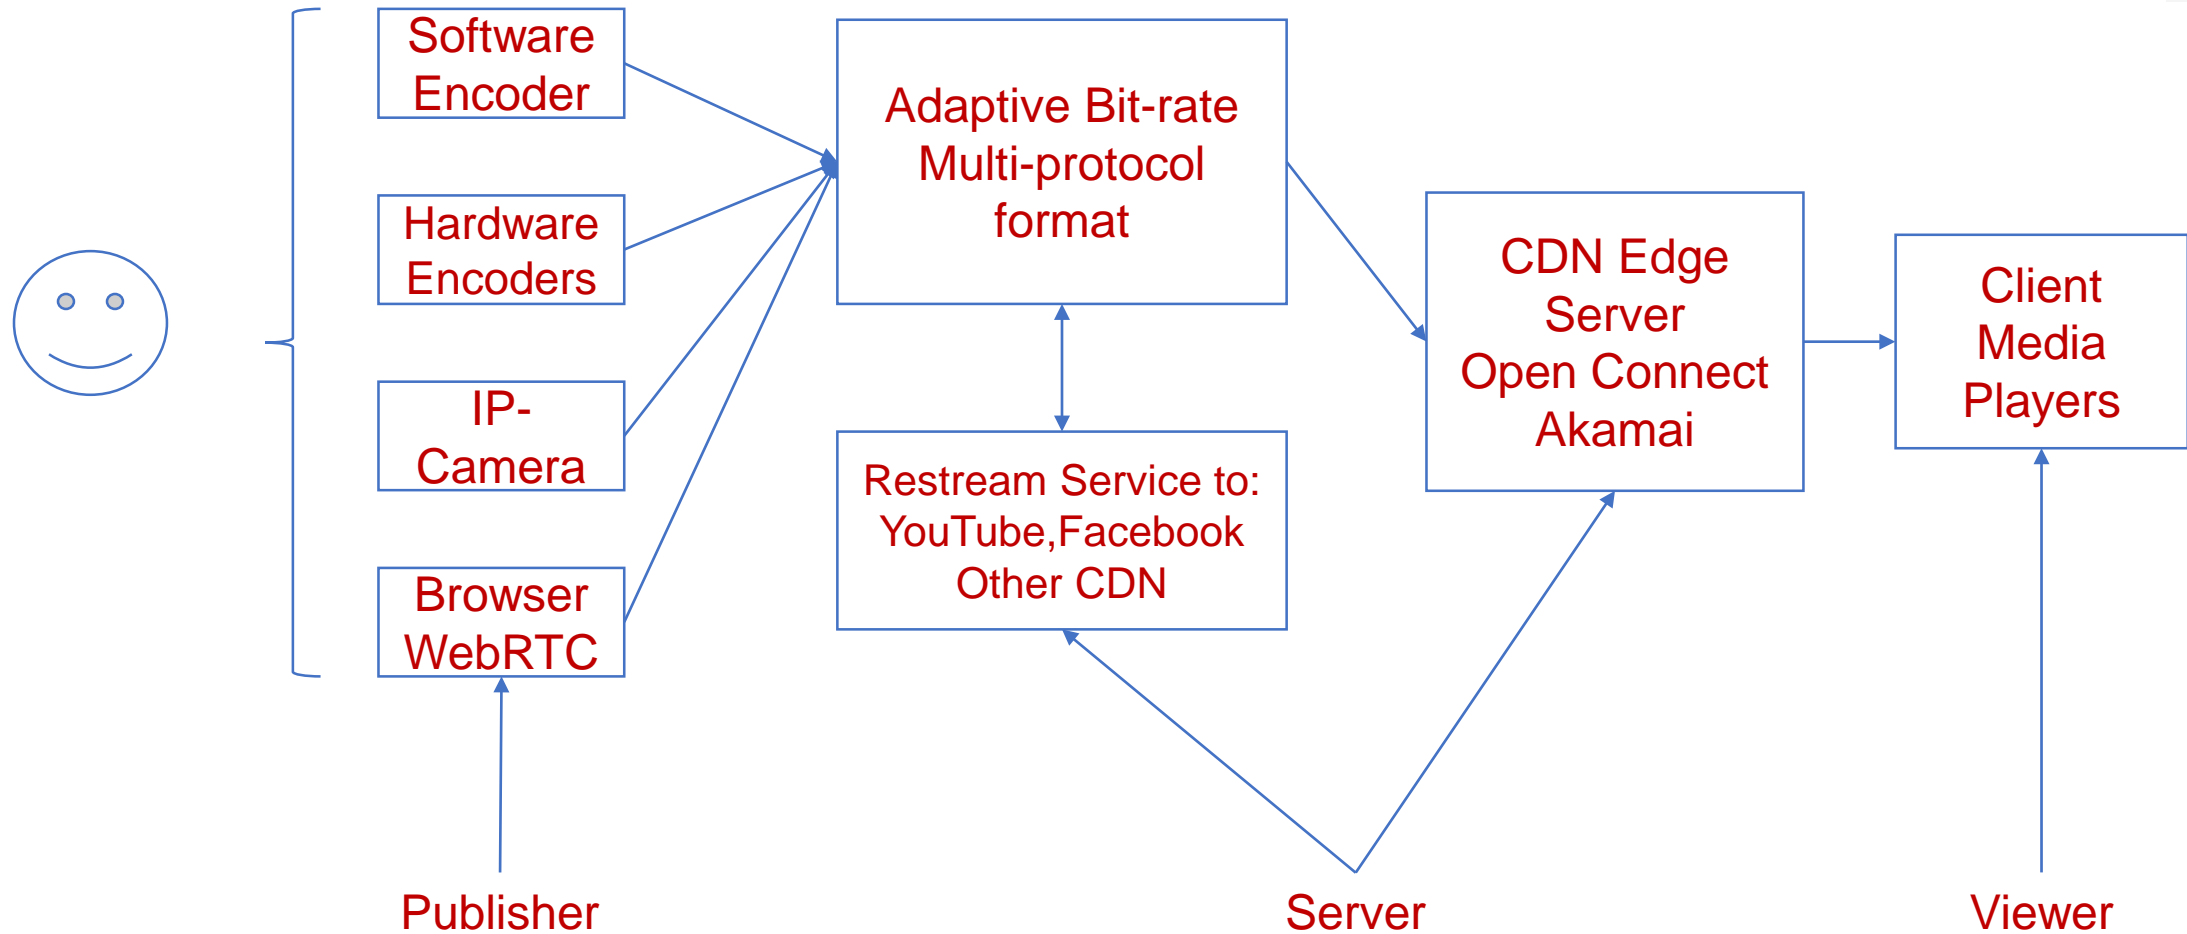 Software
Encoder
Hardware
Encoders
IP-
Camera
Browser
WebRTC
Adaptive Bit-rate
Multi-protocol
format
Restream Service to:
YouTube,Facebook
Other CDN
CDN Edge
Server
Open Connect
Akamai
Client
Media
Players
Publisher
Server
Viewer